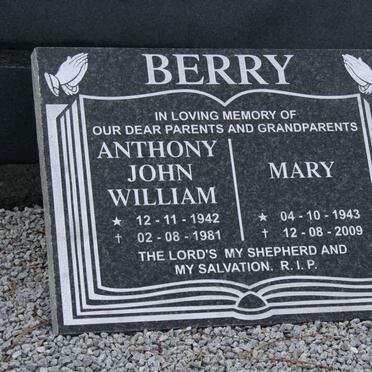 BERRY
IN LOVING MEMORY OF
OUR DEAR PARENTS AND GRANDPARENTS
ANTHONY
JOHN
WILLIAM
★ 12-11-1942
† 02-08-1981
MARY
★ 04-10-1943
† 12-08-2009
THE LORD'S MY SHEPHERD AND
MY SALVATION. R.I.P.